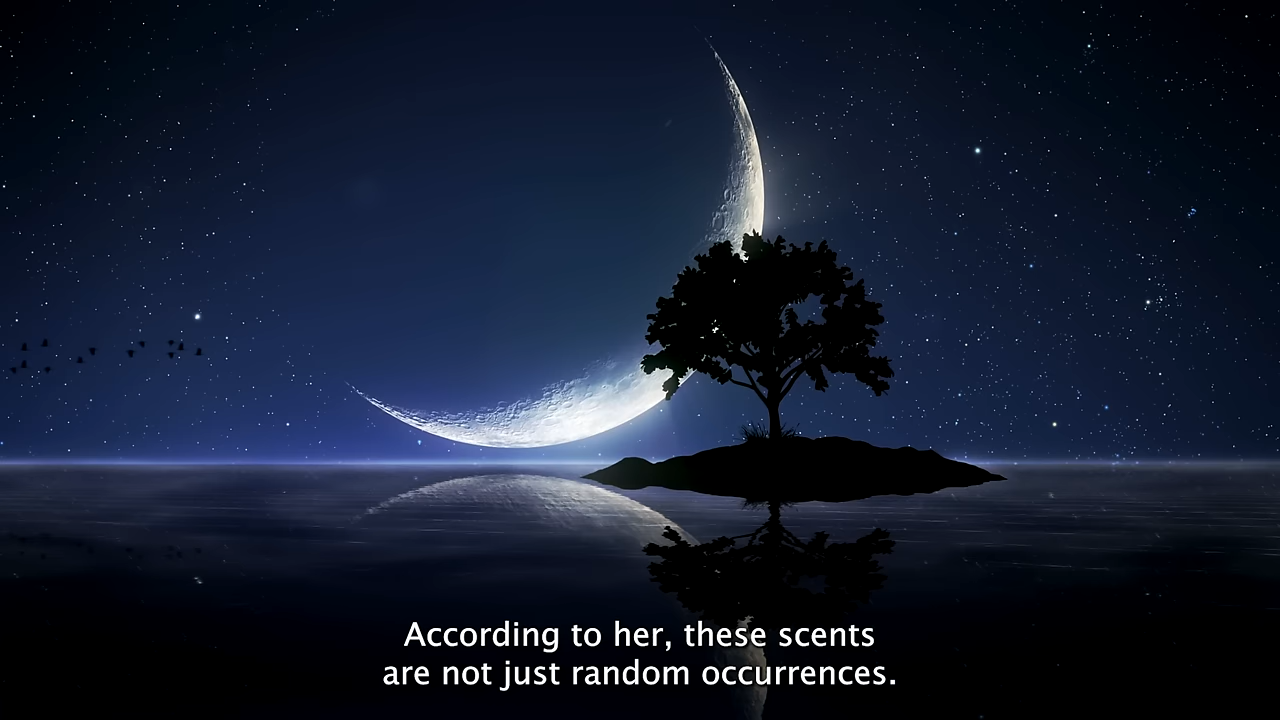 According to her, these scents
are not just random occurrences.